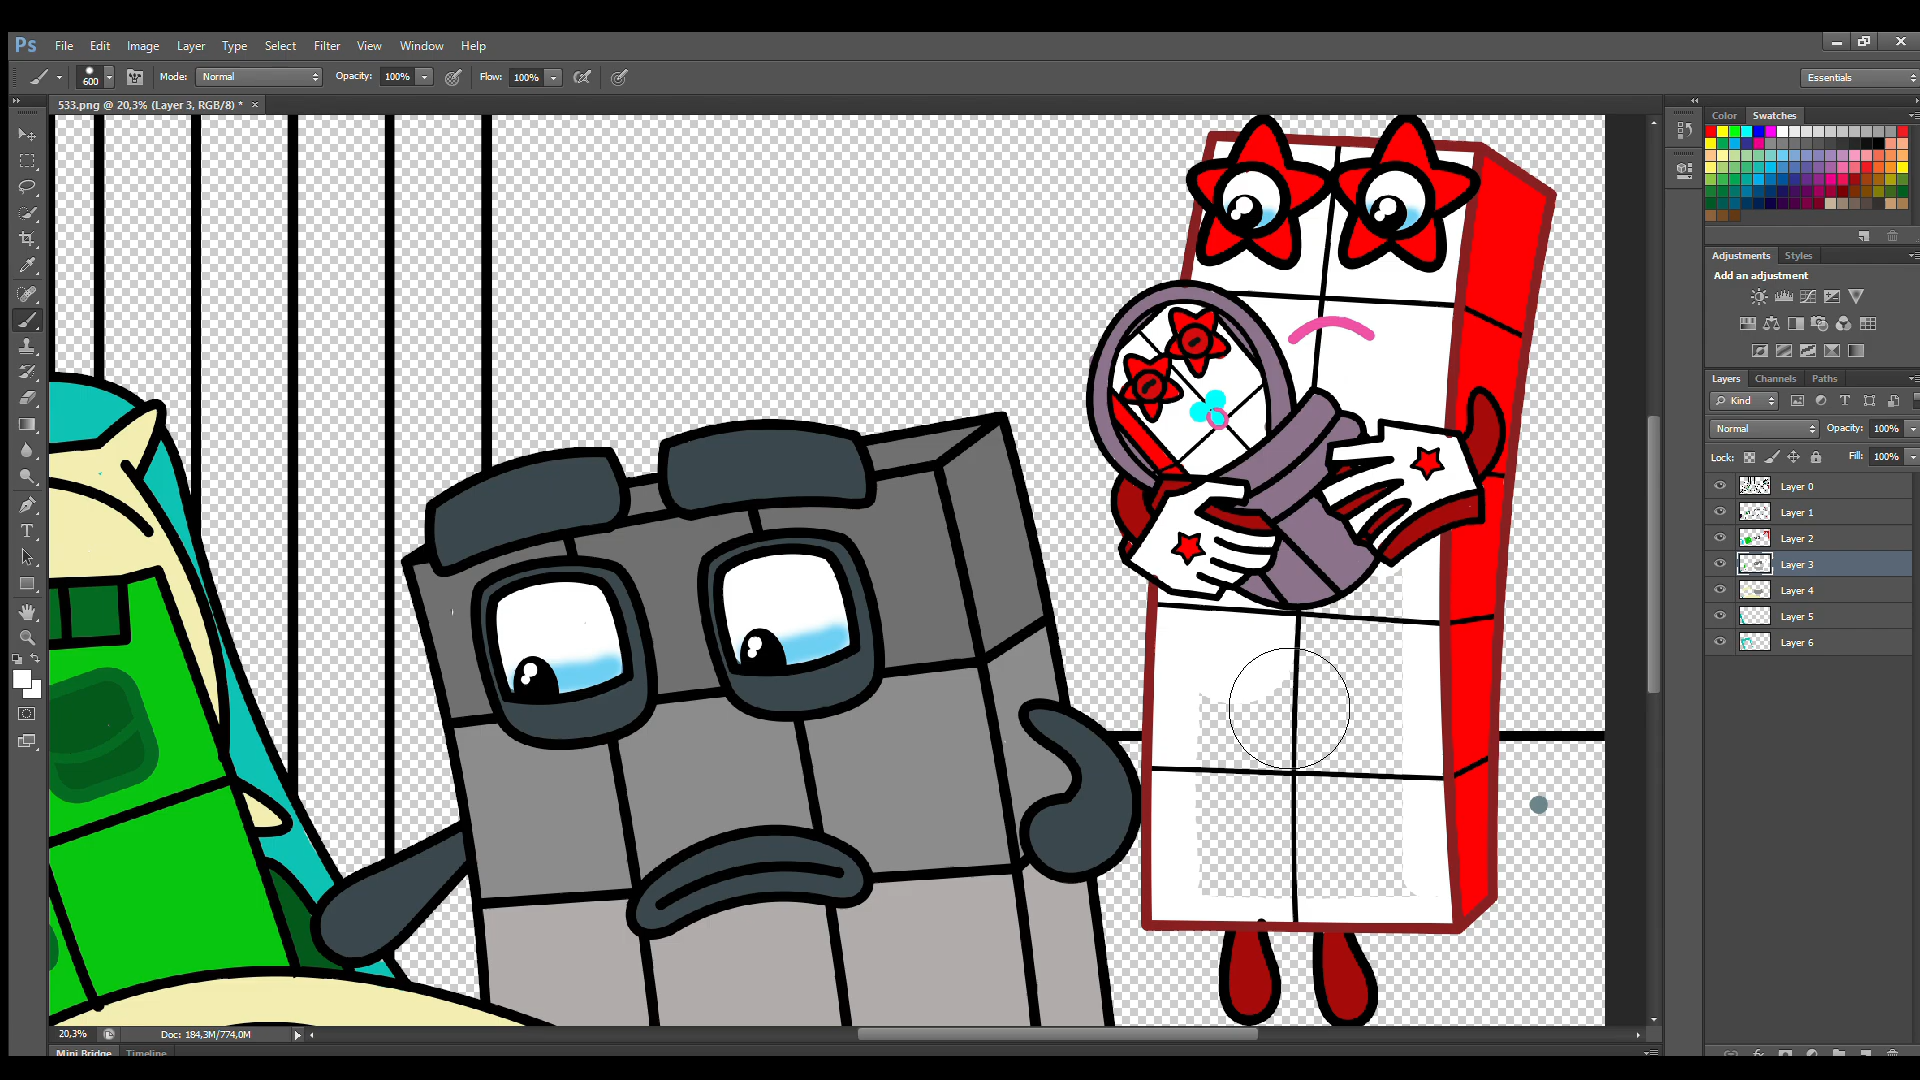 Ps File Edit Image Layer Type Select Filter View Window Help
600 Mode: Normal Opacity: 100% Flow: 100% Essentials
533.png @ 20,3% (Layer 3, RGB/8) * ×
Color Swatches
Adjustments Styles
Add an adjustment
Layers Channels Paths
Kind T
Normal Opacity: 100%
Lock: Fill: 100%
Layer 0
Layer 1
Layer 2
Layer 3
Layer 4
Layer 5
Layer 6
20,3% Doc: 184,3M/774,0M
Mini Bridge Timeline